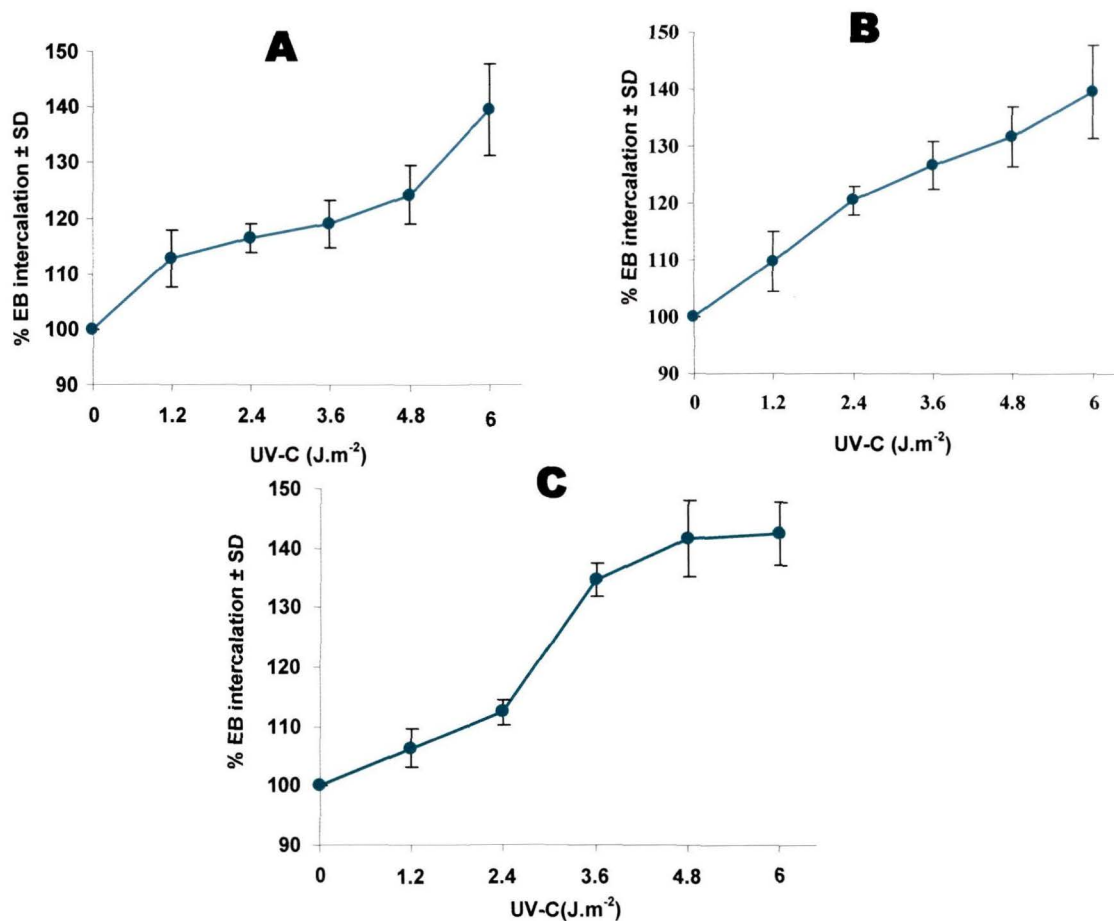 A
% EB intercalation ± SD
150
140
130
120
110
100
90
0 1.2 2.4 3.6 4.8 6
UV-C (J.m-2)
B
% EB intercalation ± SD
150
140
130
120
110
100
90
0 1.2 2.4 3.6 4.8 6
UV-C (J.m-2)
C
% EB intercalation ± SD
150
140
130
120
110
100
90
0 1.2 2.4 3.6 4.8 6
UV-C(J.m-2)